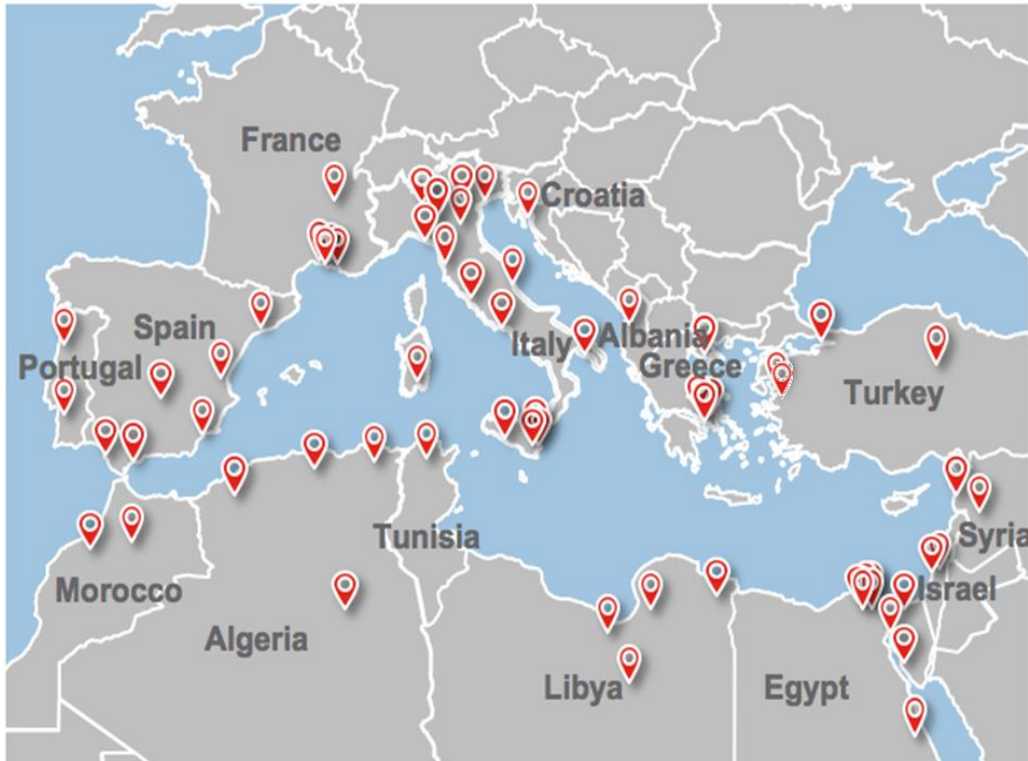 France
Croatia
Spain
Italy
Albania
Portugal
Greece
Turkey
Tunisia
Syria
Morocco
Israel
Algeria
Libya
Egypt